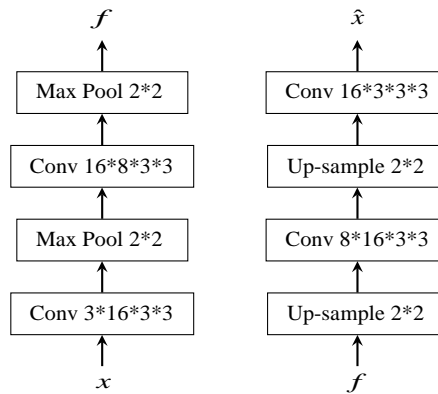 f
Max Pool 2*2
Conv 16*8*3*3
Max Pool 2*2
Conv 3*16*3*3
x
x̂
Conv 16*3*3*3
Up-sample 2*2
Conv 8*16*3*3
Up-sample 2*2
f